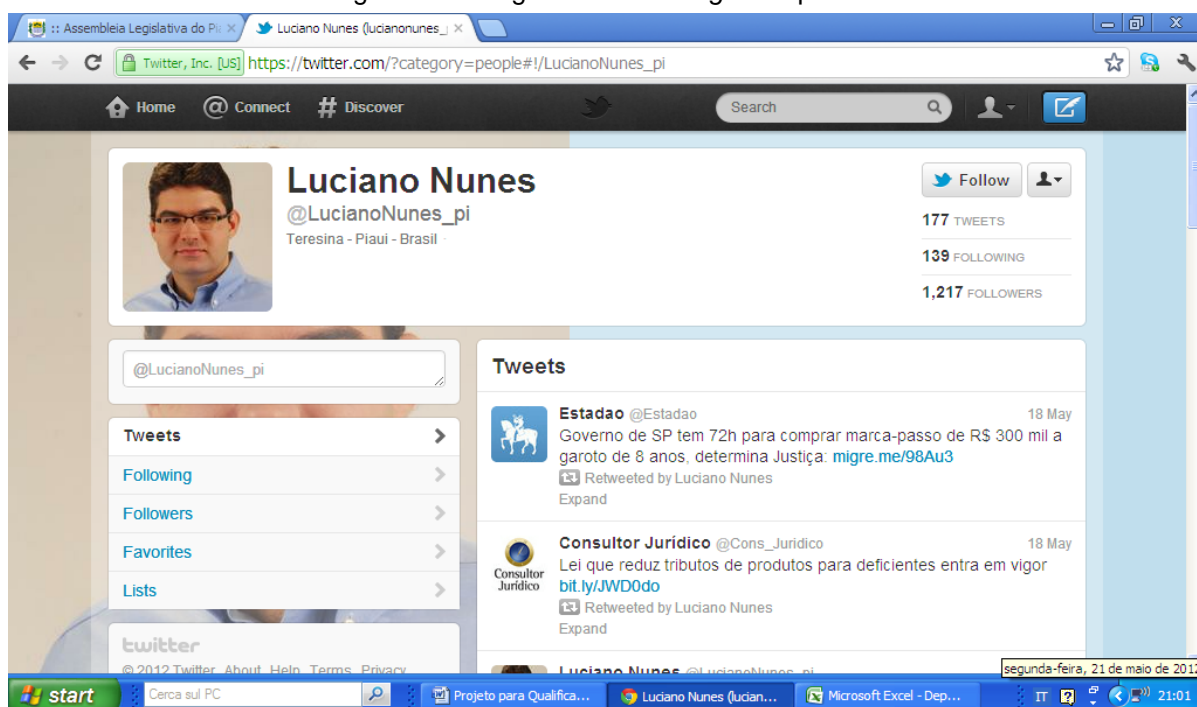 :: Assembleia Legislativa do Pi
Luciano Nunes (lucianonunes_
Twitter, Inc. [US] https://twitter.com/?category=people#!/LucianoNunes_pi
Home @ Connect # Discover Search
Luciano Nunes
@LucianoNunes_pi
Teresina - Piaui - Brasil
Follow
177 TWEETS
139 FOLLOWING
1,217 FOLLOWERS
@LucianoNunes_pi
Tweets
Following
Followers
Favorites
Lists
twitter
© 2012 Twitter About Help Terms Privacy
Tweets
Estadao @Estadao 18 May
Governo de SP tem 72h para comprar marca-passo de R$ 300 mil a
garoto de 8 anos, determina Justiça: migre.me/98Au3
Retweeted by Luciano Nunes
Expand
Consultor Jurídico
Consultor Jurídico @Cons_Juridico 18 May
Lei que reduz tributos de produtos para deficientes entra em vigor
bit.ly/JWD0do
Retweeted by Luciano Nunes
Expand
Luciano Nunes @LucianoNunes_pi
segunda-feira, 21 de maio de 2012
start Cerca sul PC Projeto para Qualifica... Luciano Nunes (lucian... Microsoft Excel - Dep... IT 21:01